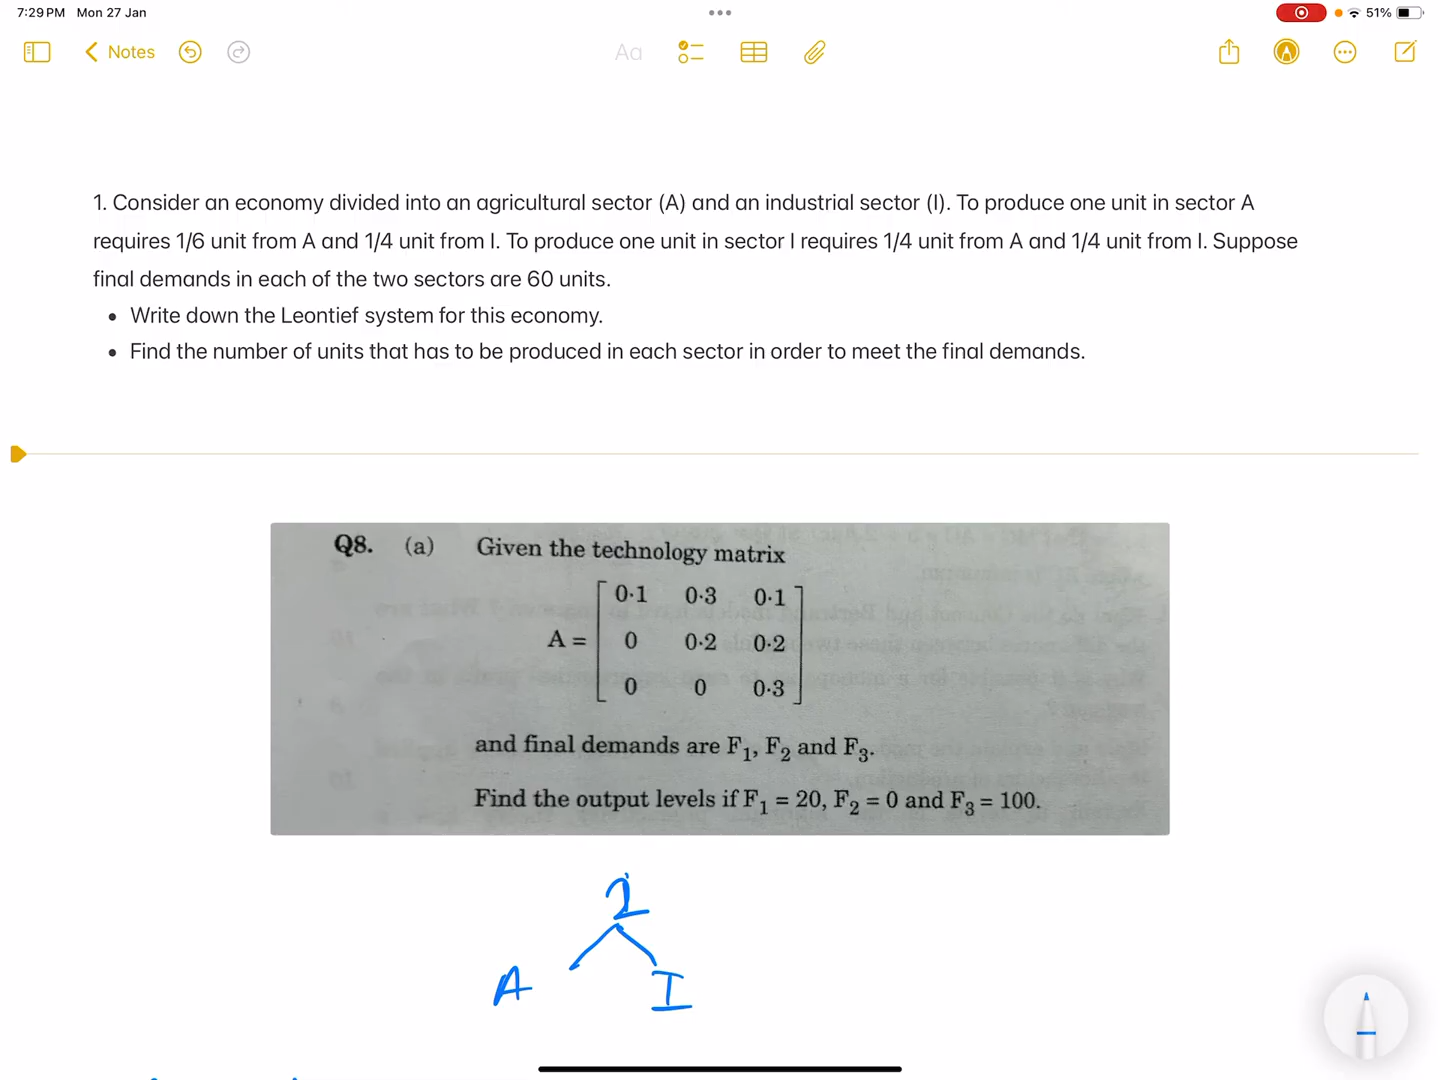 7:29 PM Mon 27 Jan
51%
Notes
Aa
1. Consider an economy divided into an agricultural sector (A) and an industrial sector (I). To produce one unit in sector A
requires 1/6 unit from A and 1/4 unit from I. To produce one unit in sector I requires 1/4 unit from A and 1/4 unit from I. Suppose
final demands in each of the two sectors are 60 units.
• Write down the Leontief system for this economy.
• Find the number of units that has to be produced in each sector in order to meet the final demands.
Q8. (a) Given the technology matrix
0·1 0·3 0·1
A = 0 0·2 0·2
0 0 0·3
and final demands are F₁, F₂ and F₃.
Find the output levels if F₁ = 20, F₂ = 0 and F₃ = 100.
2
A I